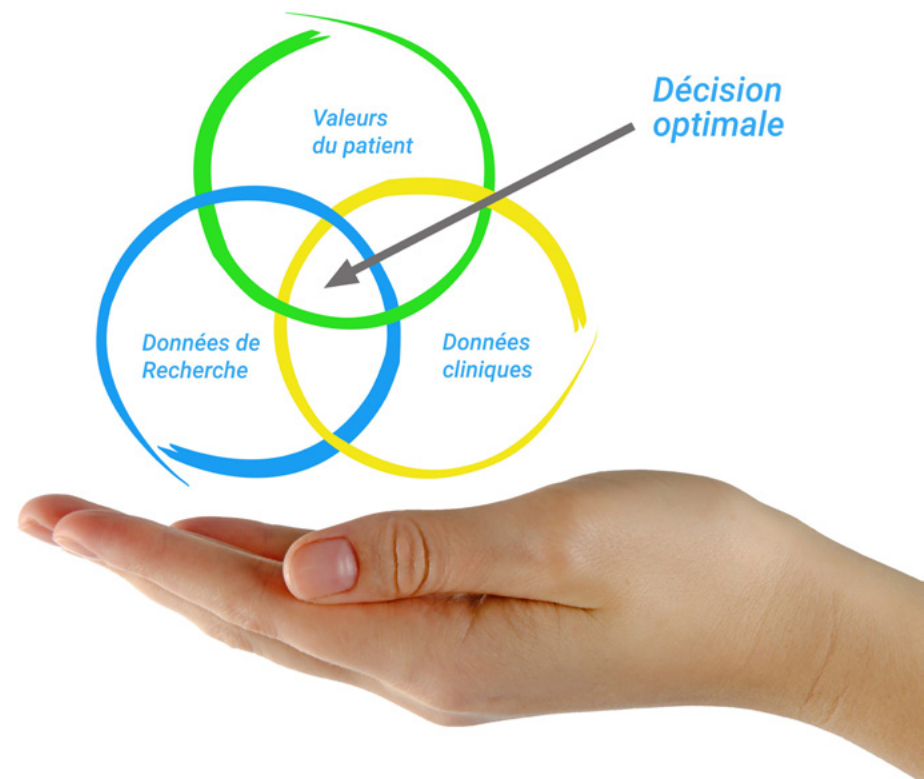 Décision
optimale
Valeurs
du patient
Données de
Recherche
Données
cliniques